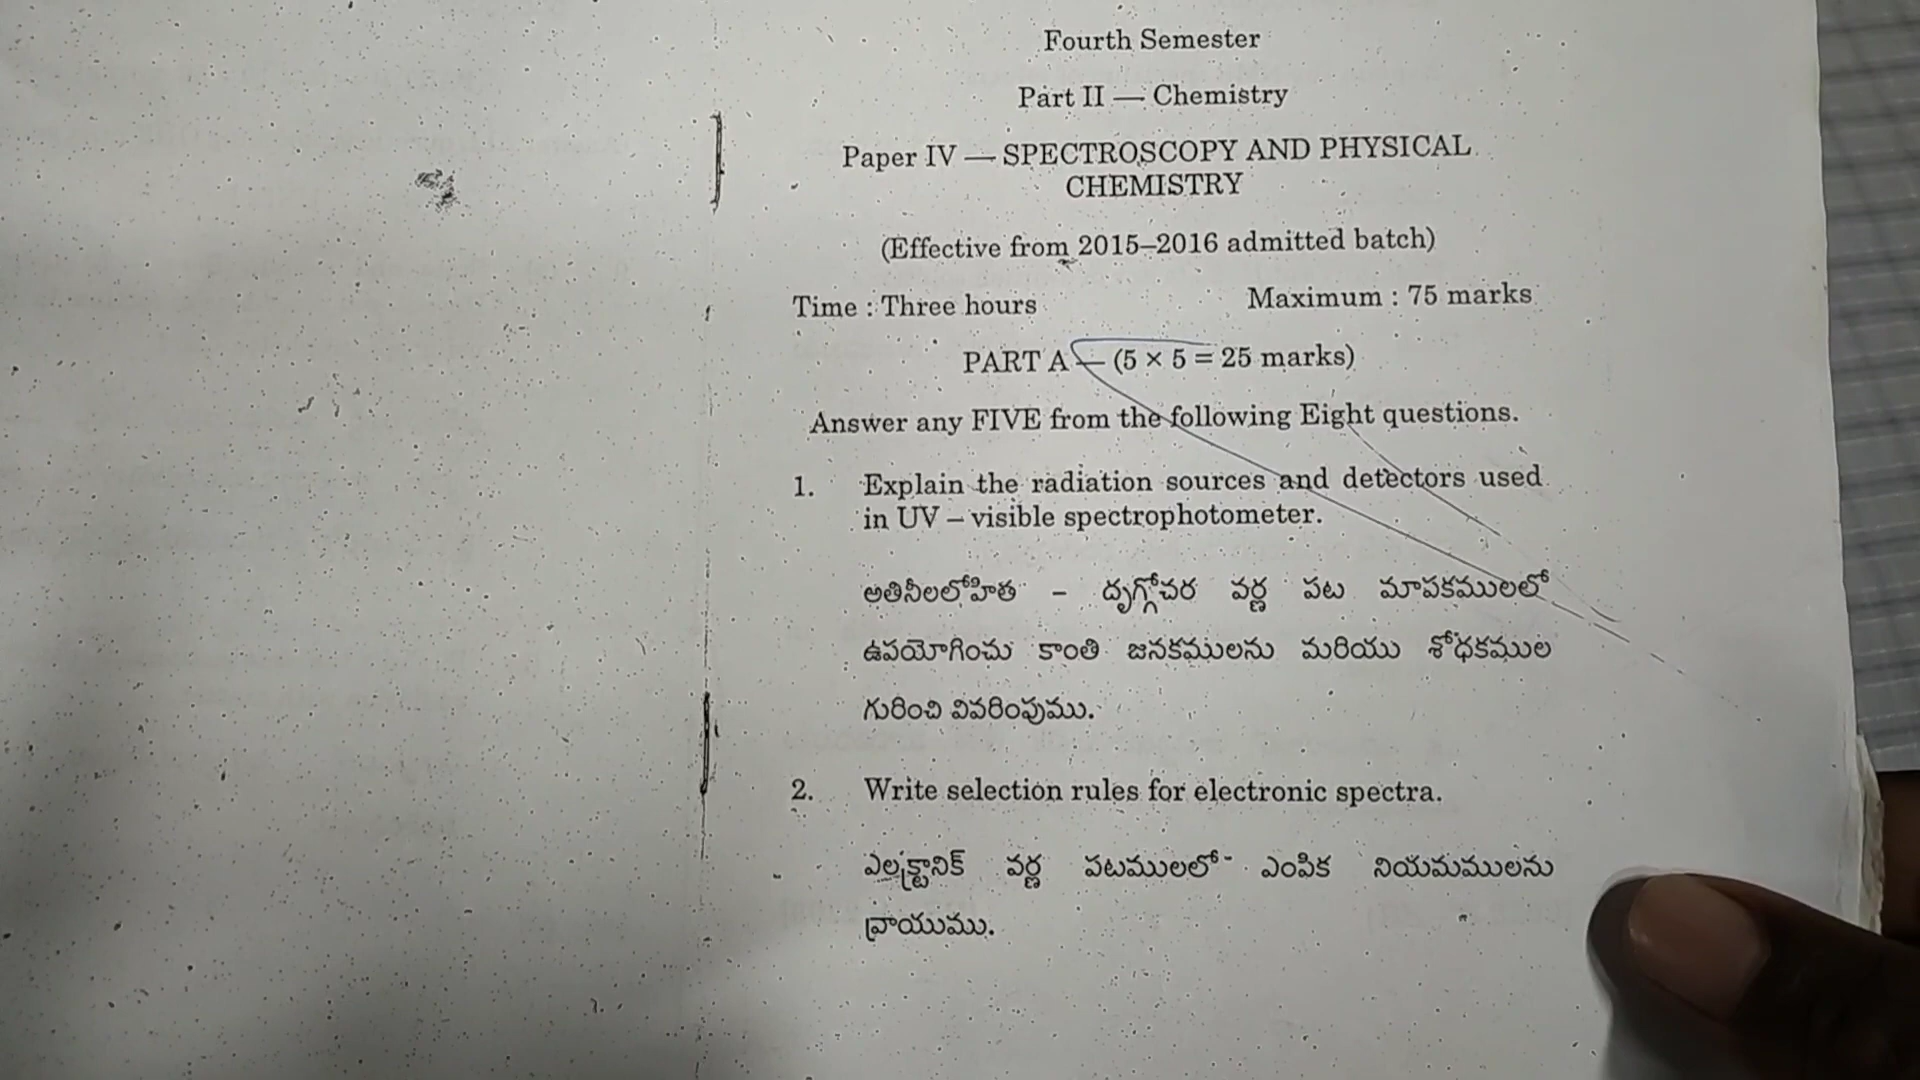 Fourth Semester
Part II — Chemistry
Paper IV — SPECTROSCOPY AND PHYSICAL
CHEMISTRY
(Effective from 2015–2016 admitted batch)
Time : Three hours Maximum : 75 marks
PART A — (5 × 5 = 25 marks)
Answer any FIVE from the following Eight questions.
1. Explain the radiation sources and detectors used
in UV – visible spectrophotometer.
అతినీలలోహిత – దృగ్గోచర వర్ణ పట మాపకములలో
ఉపయోగించు కాంతి జనకములను మరియు శోధకముల
గురించి వివరింపుము.
2. Write selection rules for electronic spectra.
ఎలక్ట్రానిక్ వర్ణ పటములలో ఎంపిక నియమములను
వ్రాయుము.